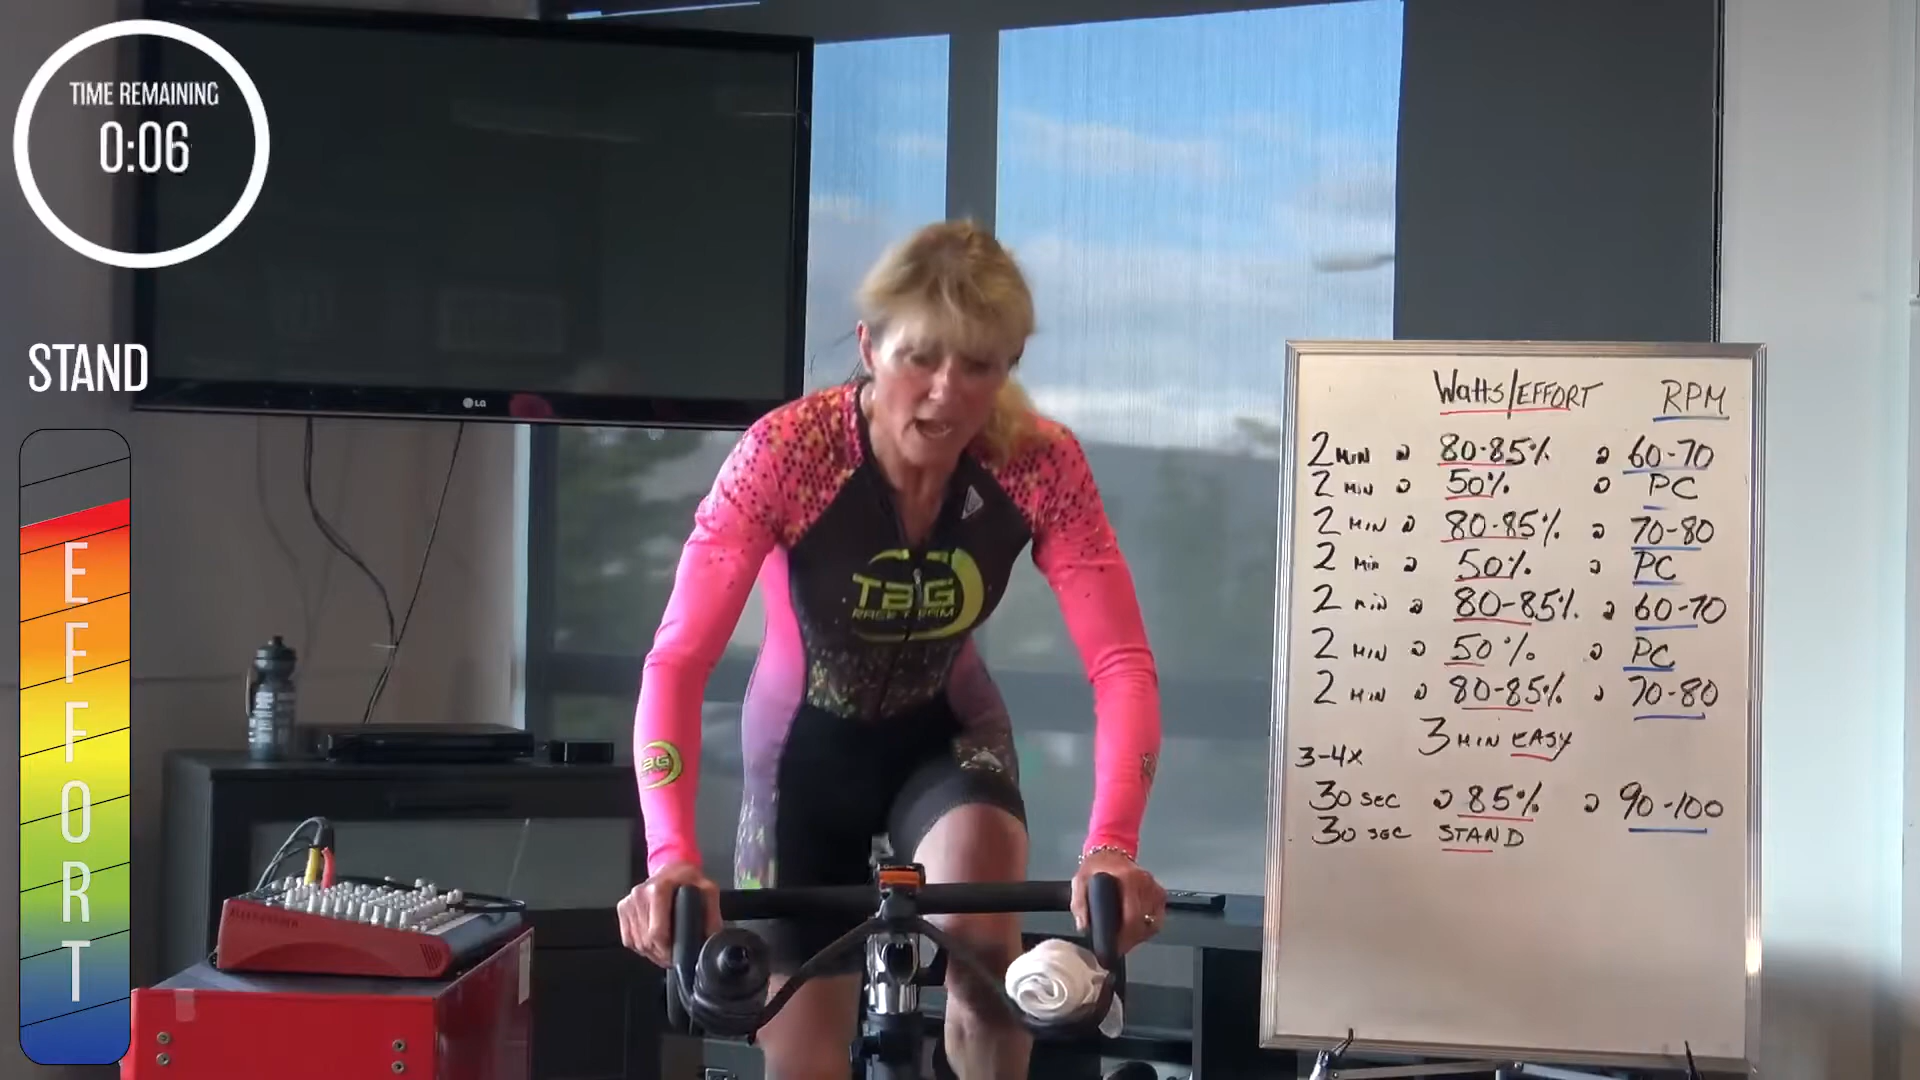 TIME REMAINING
0:06
STAND
EFFORT
LG
TBG
RACE TEAM
TBG
Watts/EFFORT RPM
2 MIN @ 80-85% @ 60-70
2 MIN @ 50% @ PC
2 MIN @ 80-85% @ 70-80
2 Min @ 50% @ PC
2 MiN @ 80-85% @ 60-70
2 MIN @ 50% @ PC
2 MIN @ 80-85% @ 70-80
3 MIN EASY
3-4x
30 SEC @ 85% @ 90-100
30 SEC STAND